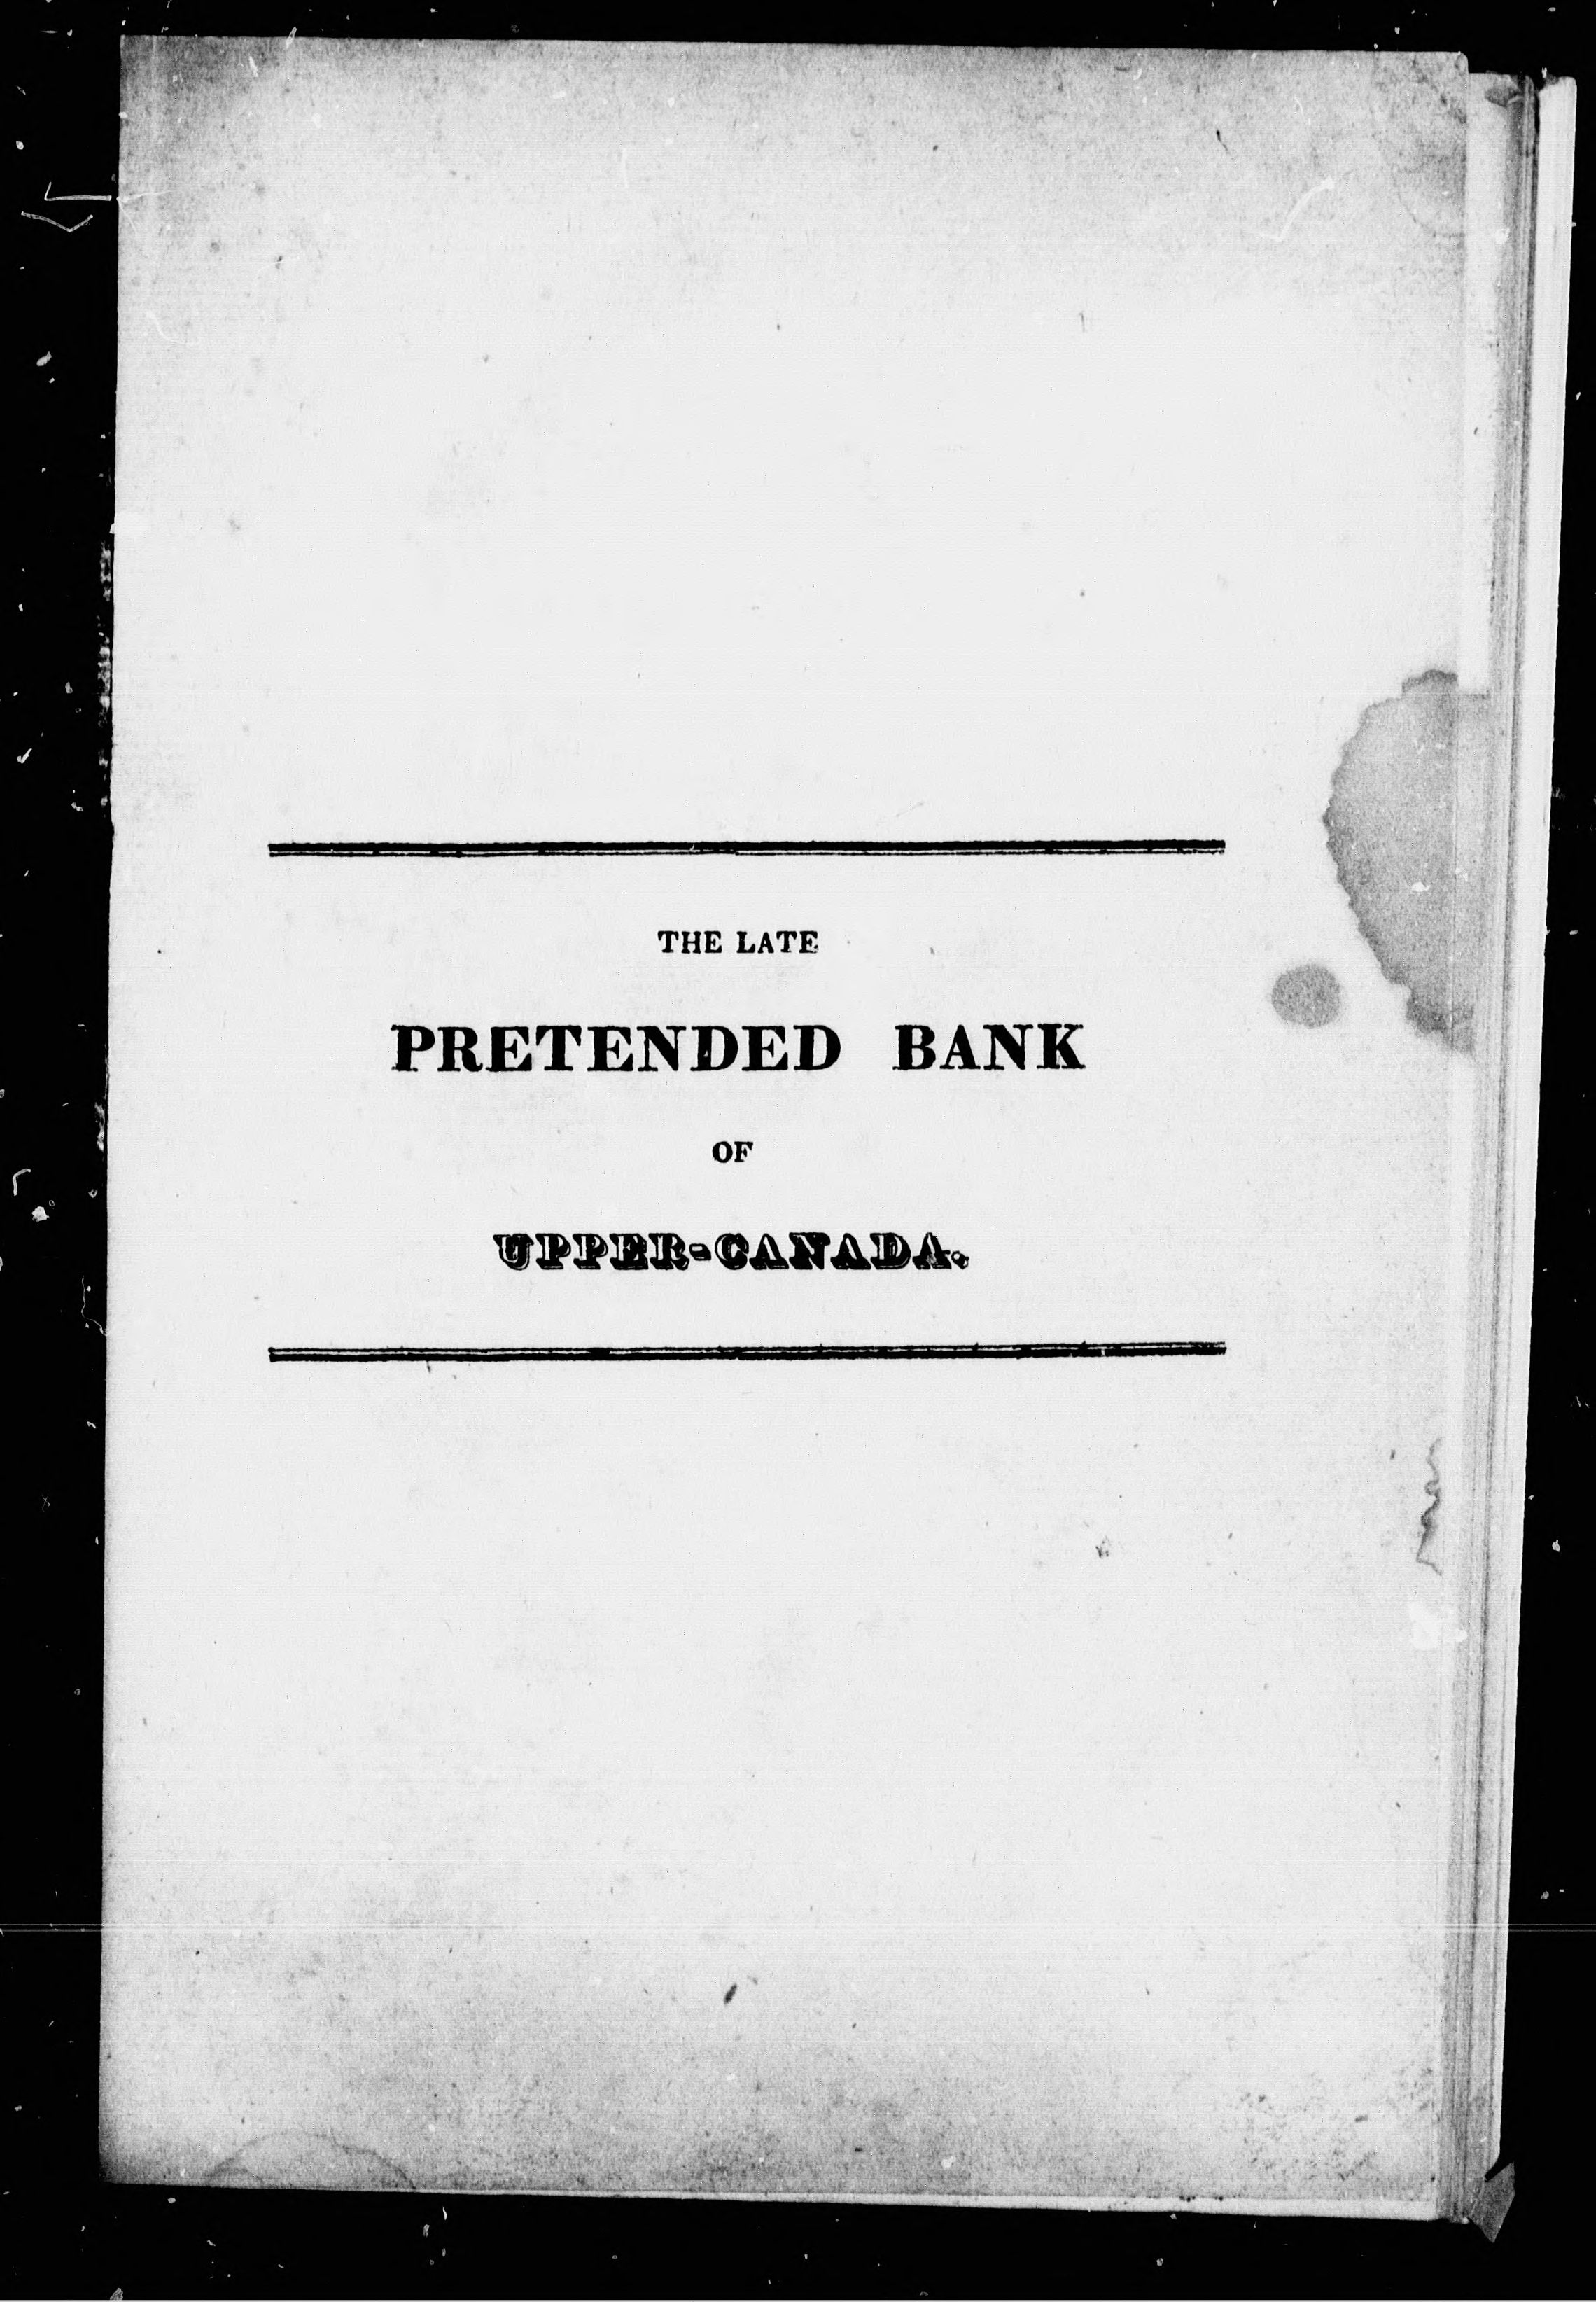 THE LATE
PRETENDED BANK
OF
UPPER-CANADA.